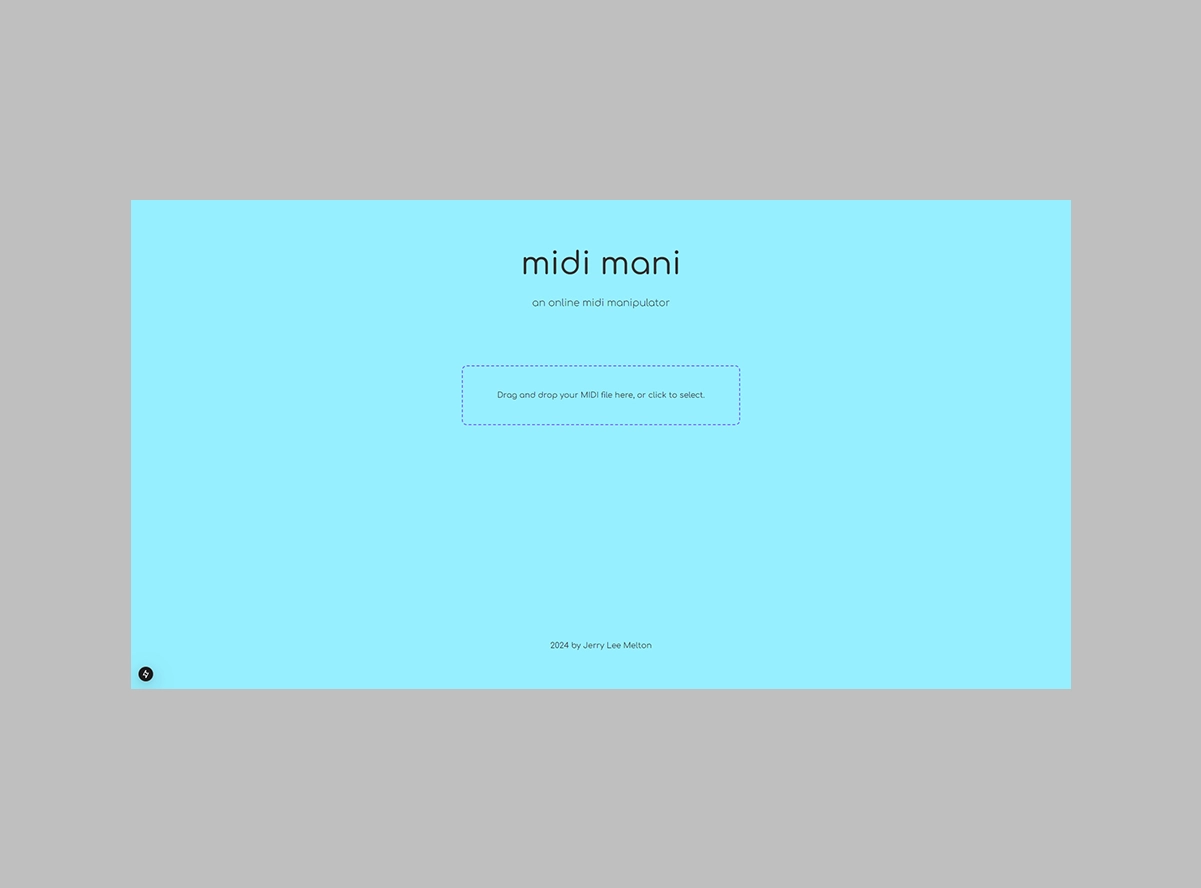 midi mani
an online midi manipulator
Drag and drop your MIDI file here, or click to select.
2024 by Jerry Lee Melton